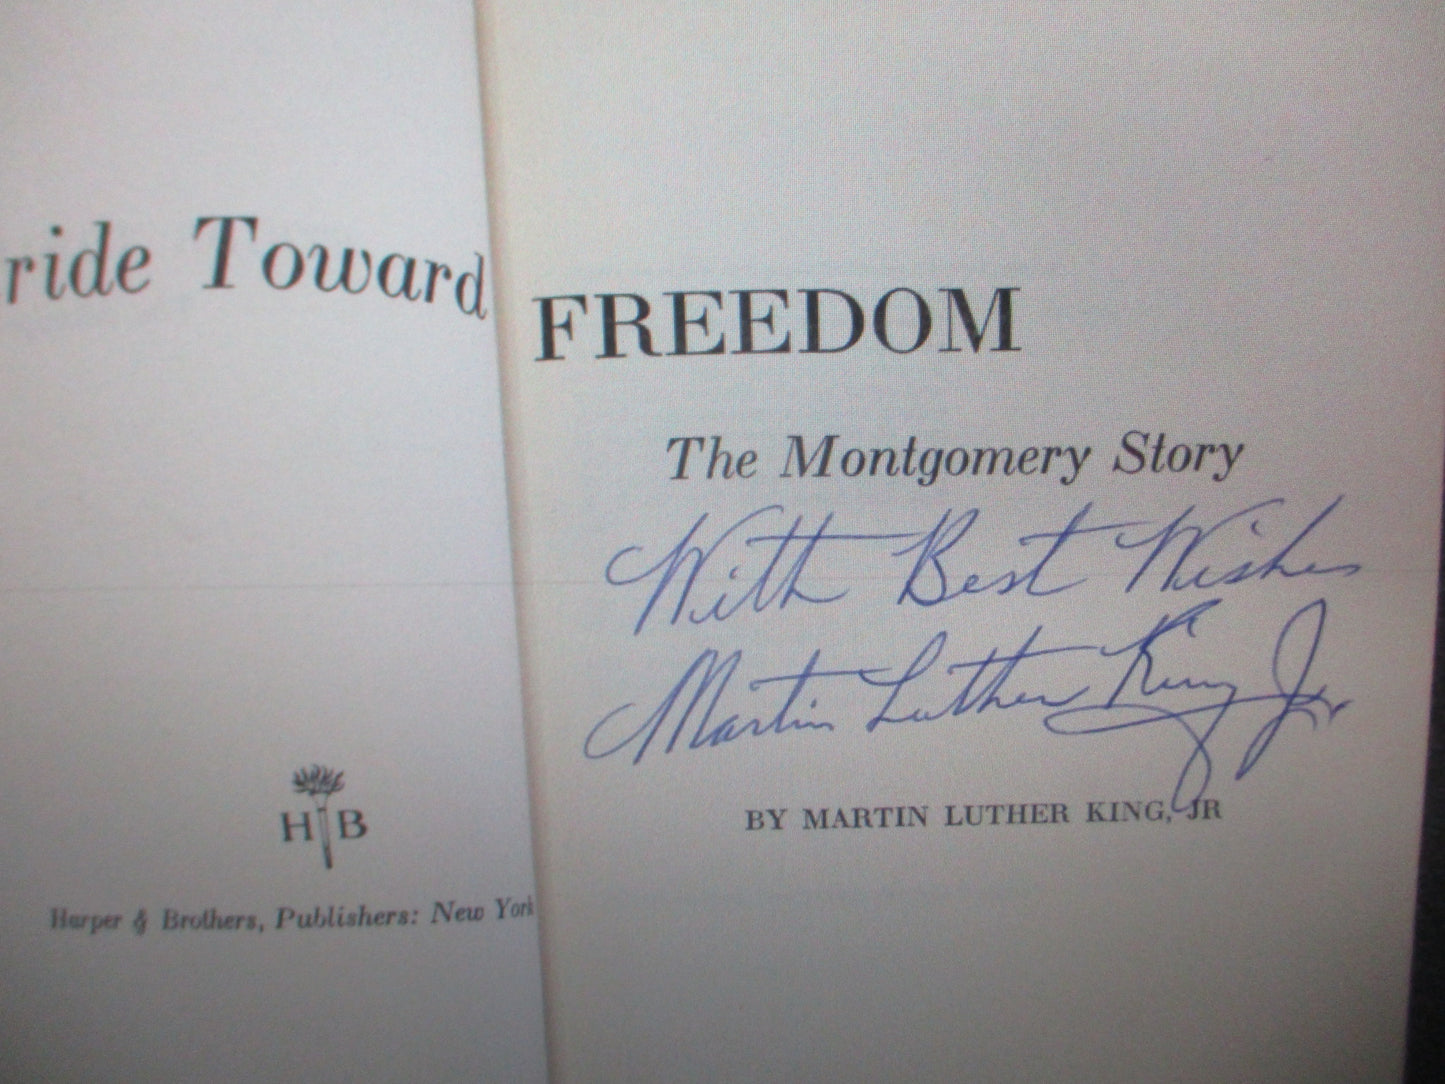 ride Toward FREEDOM
The Montgomery Story
With Best Wishes
Martin Luther King Jr
BY MARTIN LUTHER KING, JR
H B
Harper & Brothers, Publishers: New York